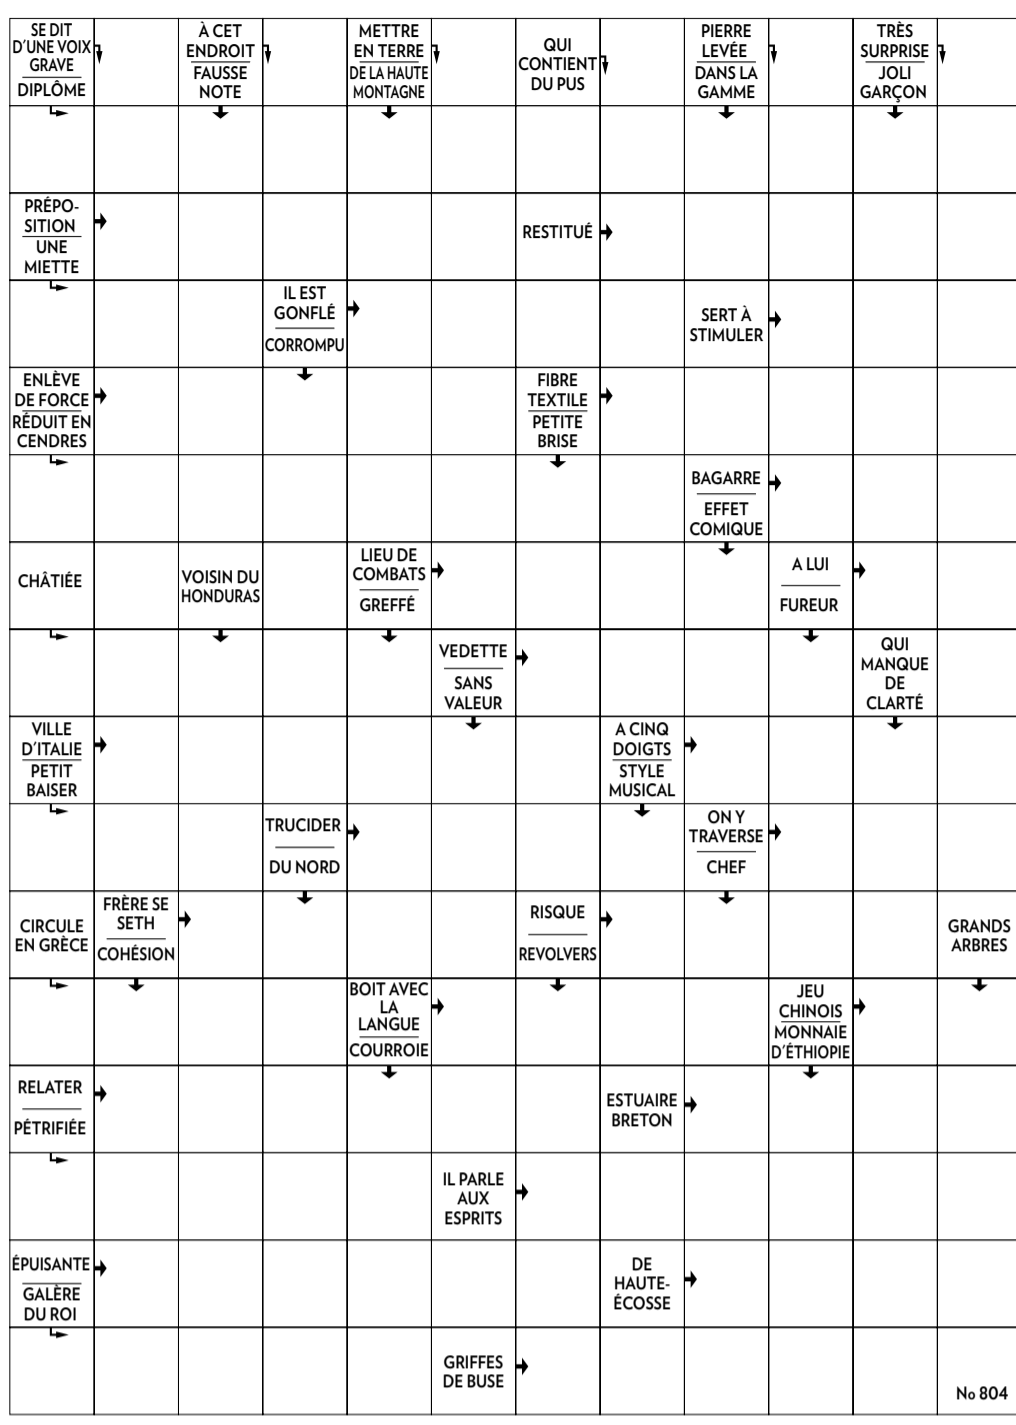 SE DIT
D'UNE VOIX
GRAVE
DIPLÔME
À CET
ENDROIT
FAUSSE
NOTE
METTRE
EN TERRE
DE LA HAUTE
MONTAGNE
QUI
CONTIENT
DU PUS
PIERRE
LEVÉE
DANS LA
GAMME
TRÈS
SURPRISE
JOLI
GARÇON
PRÉPO-
SITION
UNE
MIETTE
RESTITUÉ
IL EST
GONFLÉ
CORROMPU
SERT À
STIMULER
ENLÈVE
DE FORCE
RÉDUIT EN
CENDRES
FIBRE
TEXTILE
PETITE
BRISE
BAGARRE
EFFET
COMIQUE
CHÂTIÉE
VOISIN DU
HONDURAS
LIEU DE
COMBATS
GREFFÉ
A LUI
FUREUR
VEDETTE
SANS
VALEUR
QUI
MANQUE
DE
CLARTÉ
VILLE
D'ITALIE
PETIT
BAISER
A CINQ
DOIGTS
STYLE
MUSICAL
TRUCIDER
DU NORD
ON Y
TRAVERSE
CHEF
CIRCULE
EN GRÈCE
FRÈRE SE
SETH
COHÉSION
RISQUE
REVOLVERS
GRANDS
ARBRES
BOIT AVEC
LA
LANGUE
COURROIE
JEU
CHINOIS
MONNAIE
D'ÉTHIOPIE
RELATER
PÉTRIFIÉE
ESTUAIRE
BRETON
IL PARLE
AUX
ESPRITS
ÉPUISANTE
GALÈRE
DU ROI
DE
HAUTE-
ÉCOSSE
GRIFFES
DE BUSE
No 804